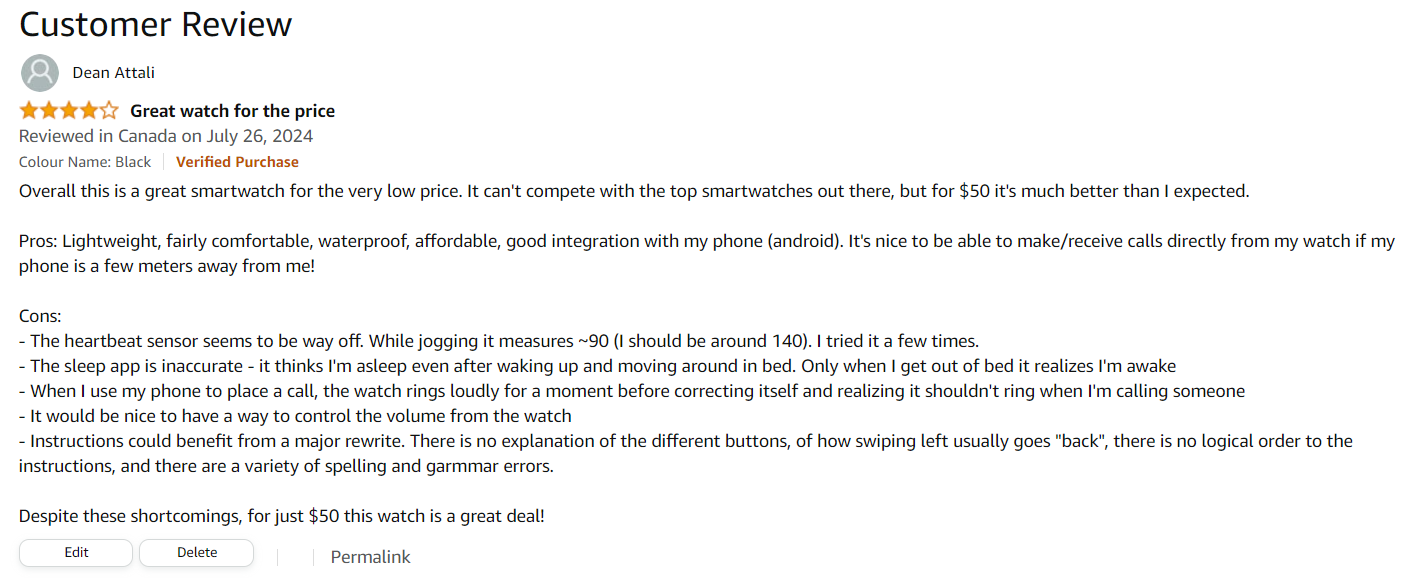 Customer Review
Dean Attali
Great watch for the price
Reviewed in Canada on July 26, 2024
Colour Name: Black Verified Purchase
Overall this is a great smartwatch for the very low price. It can't compete with the top smartwatches out there, but for $50 it's much better than I expected.
Pros: Lightweight, fairly comfortable, waterproof, affordable, good integration with my phone (android). It's nice to be able to make/receive calls directly from my watch if my
phone is a few meters away from me!
Cons:
- The heartbeat sensor seems to be way off. While jogging it measures ~90 (I should be around 140). I tried it a few times.
- The sleep app is inaccurate - it thinks I'm asleep even after waking up and moving around in bed. Only when I get out of bed it realizes I'm awake
- When I use my phone to place a call, the watch rings loudly for a moment before correcting itself and realizing it shouldn't ring when I'm calling someone
- It would be nice to have a way to control the volume from the watch
- Instructions could benefit from a major rewrite. There is no explanation of the different buttons, of how swiping left usually goes "back", there is no logical order to the
instructions, and there are a variety of spelling and garmmar errors.
Despite these shortcomings, for just $50 this watch is a great deal!
Edit Delete Permalink